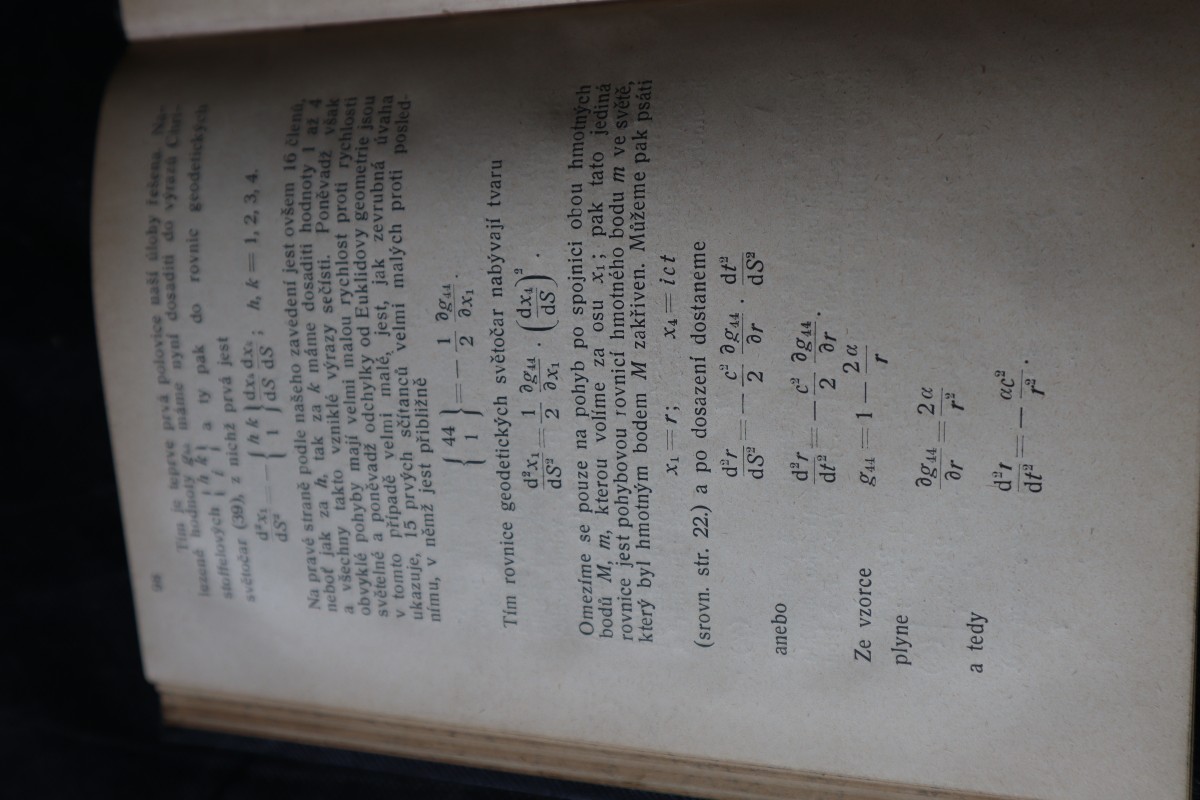 Tím je teprve prvá polovice naší úlohy řešena.
lezené hodnoty máme nyní dosaditi do výrazů
stoffelových { h k / i } a ty pak do rovnic geodetických
světočar (39), z nichž prvá jest
d²x₁/dS² = − { h k / 1 } dxₕ/dS dxₖ/dS ; h, k = 1, 2, 3, 4.
Na pravé straně podle našeho zavedení jest ovšem 16 členů,
neboť jak za h, tak za k máme dosaditi hodnoty 1 až 4
a všechny takto vzniklé výrazy sečísti. Poněvadž však
obvyklé pohyby mají velmi malou rychlost proti rychlosti
světelné a poněvadž odchylky od Euklidovy geometrie jsou
v tomto případě velmi malé, jest, jak zevrubná úvaha
ukazuje, 15 prvých sčítanců velmi malých proti posled-
nímu, v němž jest přibližně
{ 44 / 1 } = − 1/2 ∂g₄₄/∂x₁ .
Tím rovnice geodetických světočar nabývají tvaru
d²x₁/dS² = 1/2 ∂g₄₄/∂x₁ . (dx₄/dS)² .
Omezíme se pouze na pohyb po spojnici obou hmotných
bodů M, m, kterou volíme za osu x₁; pak tato jediná
rovnice jest pohybovou rovnicí hmotného bodu m ve světě,
který byl hmotným bodem M zakřiven. Můžeme pak psáti
x₁ = r; x₄ = i c t
(srovn. str. 22.) a po dosazení dostaneme
d²r/dS² = − c²/2 ∂g₄₄/∂r . dt²/dS²
anebo
d²r/dt² = − c²/2 ∂g₄₄/∂r .
Ze vzorce
g₄₄ = 1 − 2α/r
plyne
∂g₄₄/∂r = 2α/r²
a tedy
d²r/dt² = − αc²/r² .